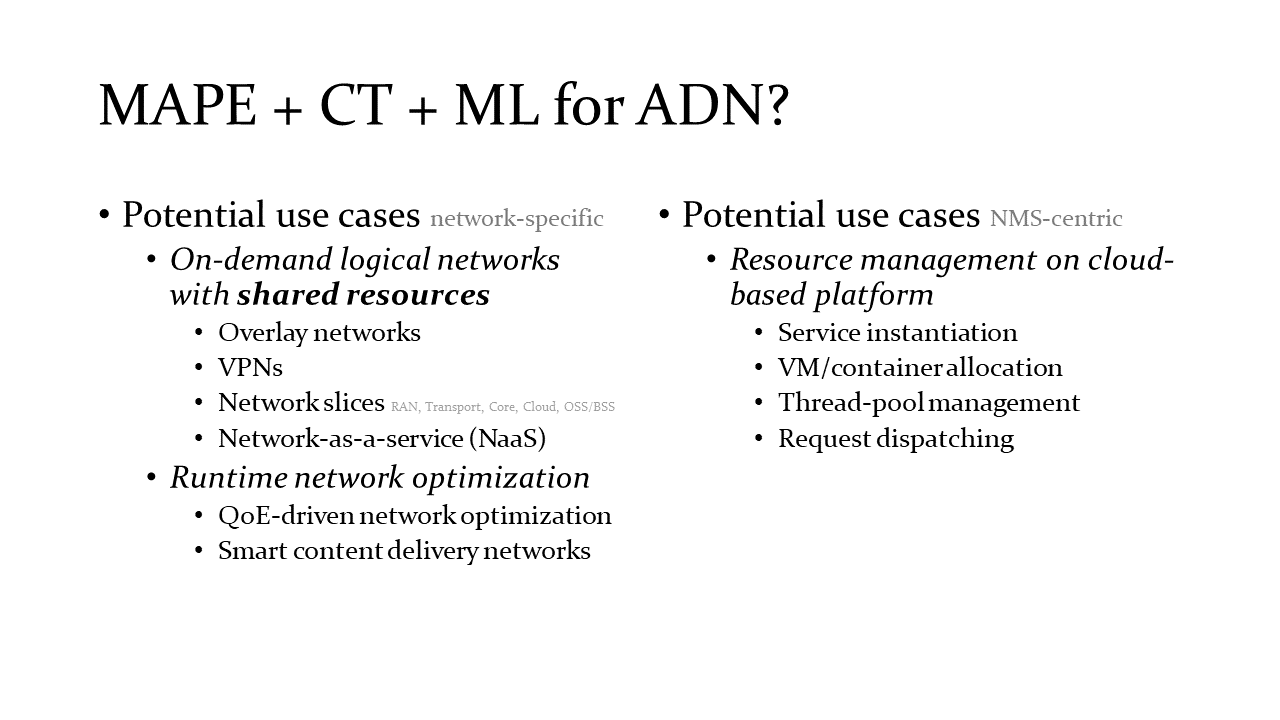 MAPE + CT + ML for ADN?
• Potential use cases network-specific
• On-demand logical networks
with shared resources
• Overlay networks
• VPNs
• Network slices RAN, Transport, Core, Cloud, OSS/BSS
• Network-as-a-service (NaaS)
• Runtime network optimization
• QoE-driven network optimization
• Smart content delivery networks
• Potential use cases NMS-centric
• Resource management on cloud-
based platform
• Service instantiation
• VM/container allocation
• Thread-pool management
• Request dispatching